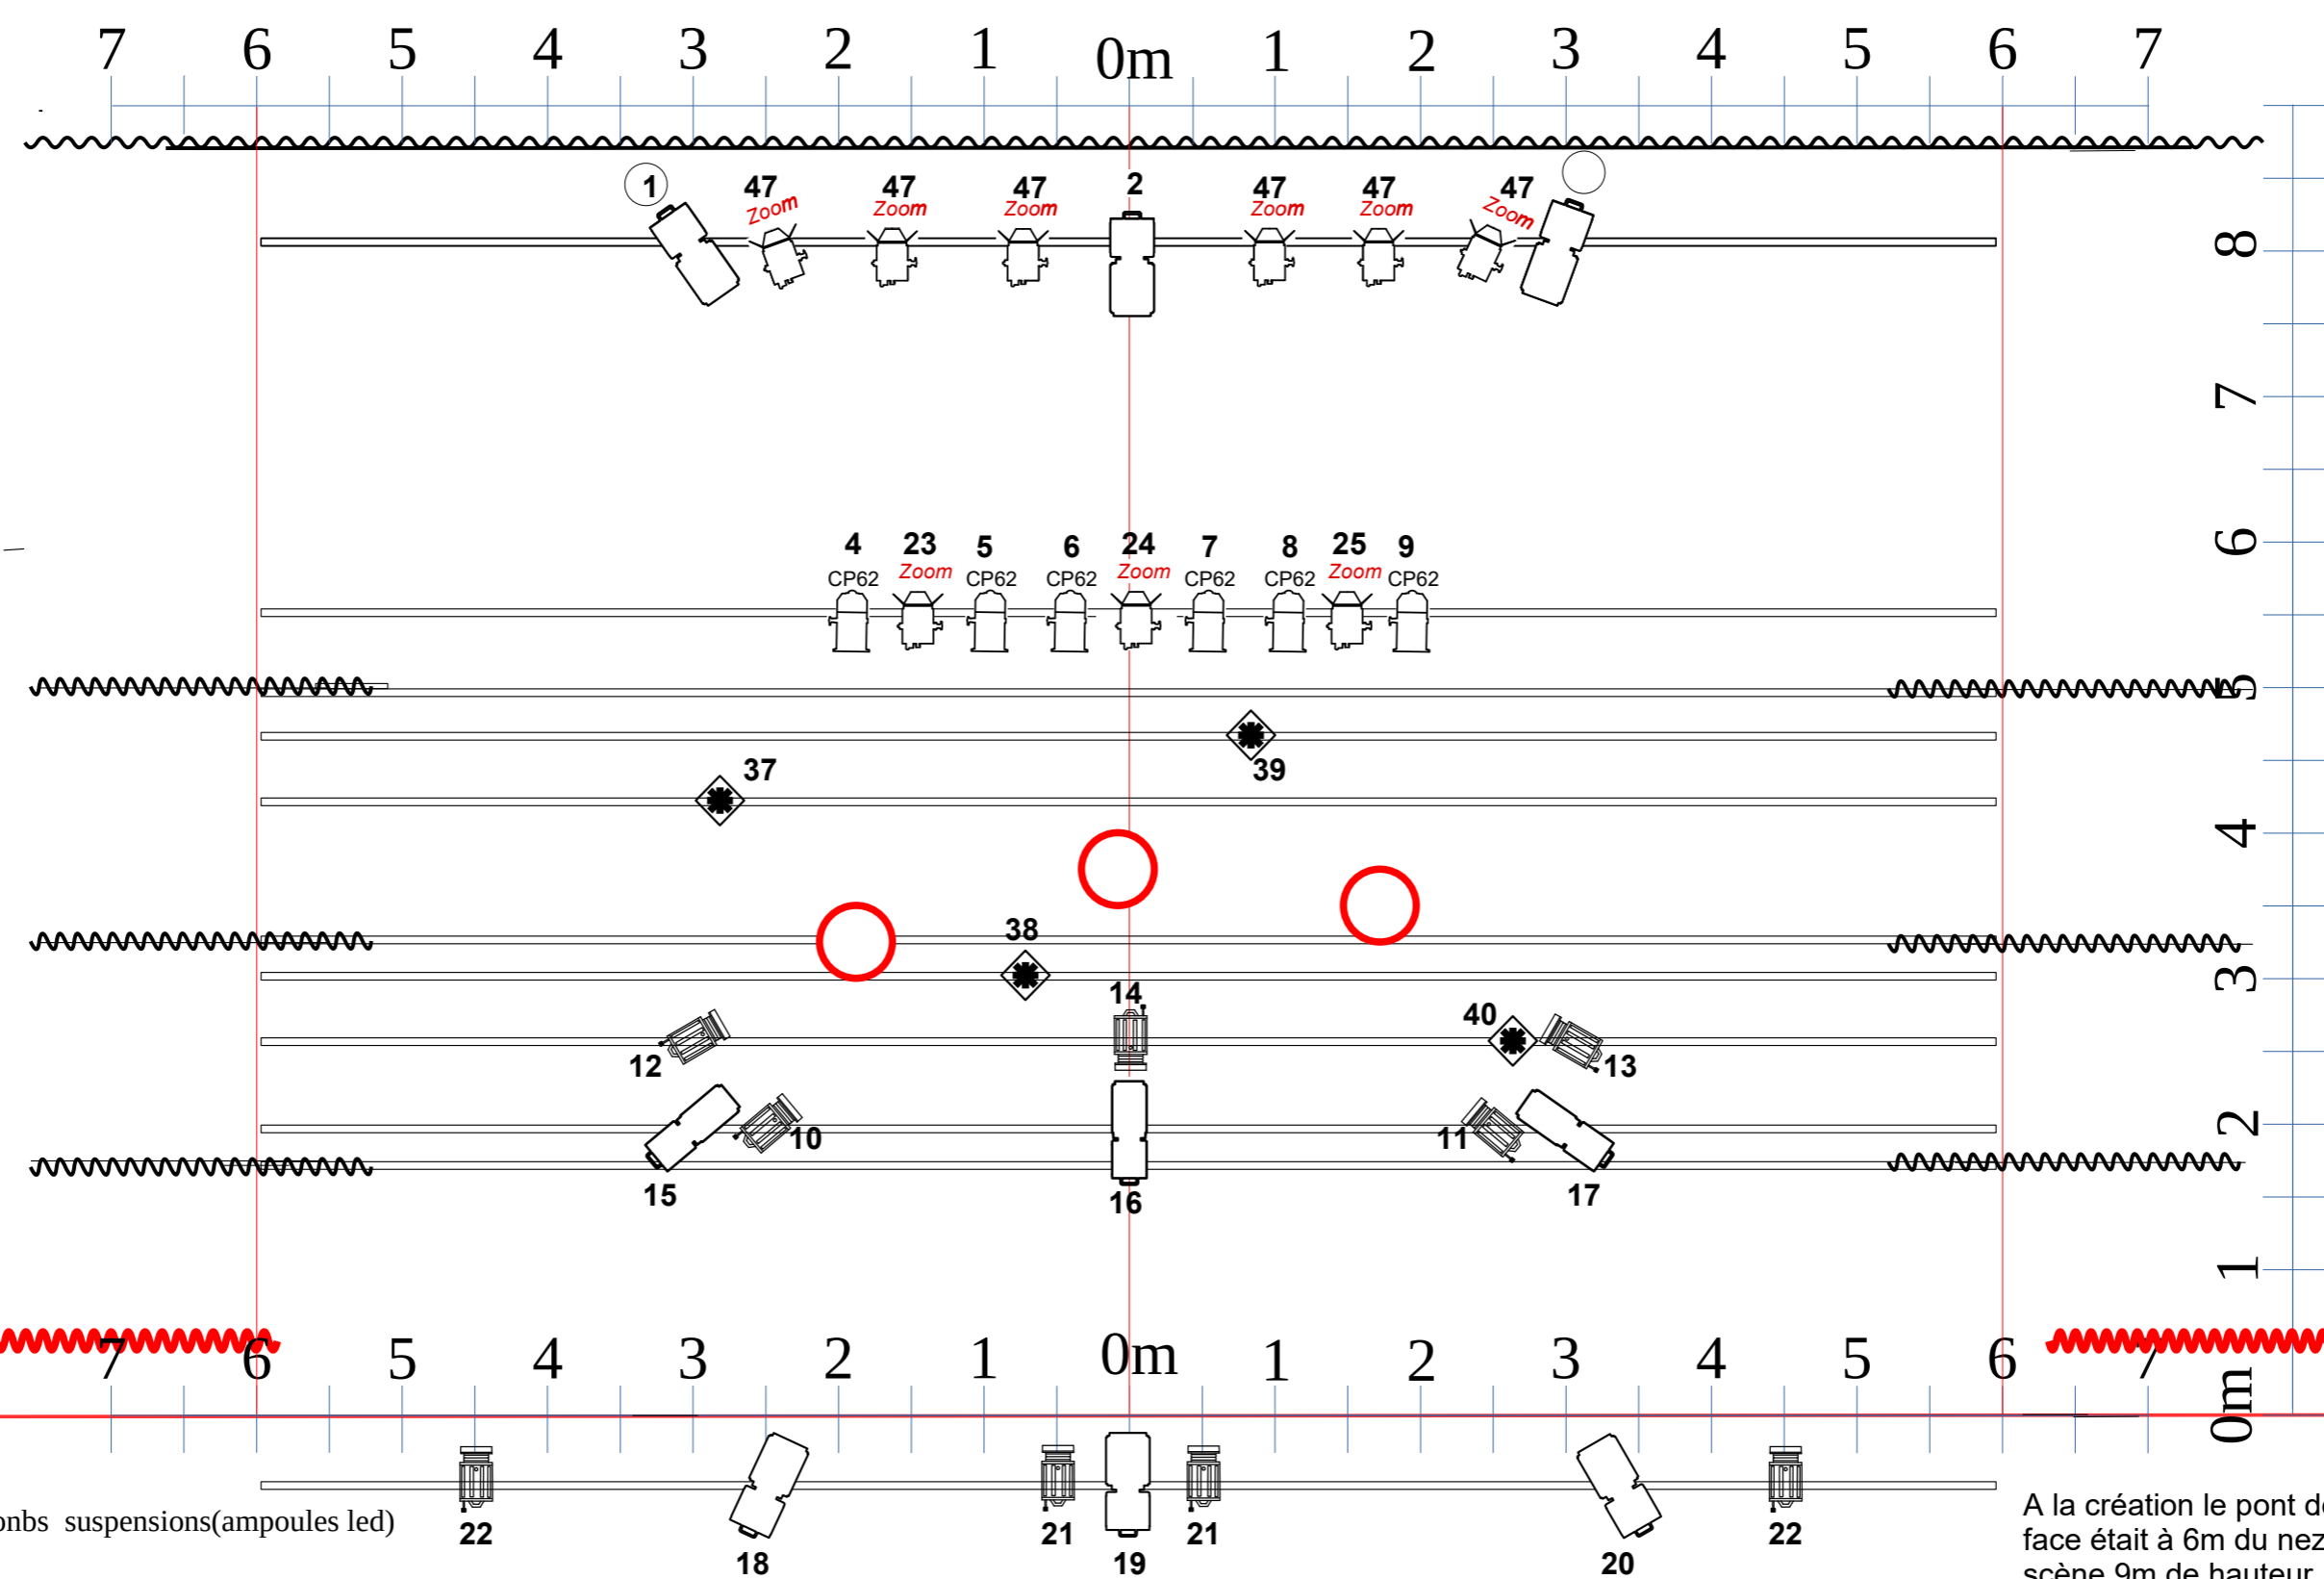 7 6 5 4 3 2 1 0m 1 2 3 4 5 6 7
1 47 47 47 2 47 47 47
Zoom Zoom Zoom Zoom Zoom Zoom
8
7
6
4 23 5 6 24 7 8 25 9
CP62 Zoom CP62 CP62 Zoom CP62 CP62 Zoom CP62
5
39
37
4
38
3
14
40
12 13
10 11
2
15 16 17
1
7 6 5 4 3 2 1 0m 1 2 3 4 5 6 7
0m
suspensions(ampoules led)
22 21 21 22
18 19 20
A la création le pont
face était à 6m du nez
scène 9m de hauteur